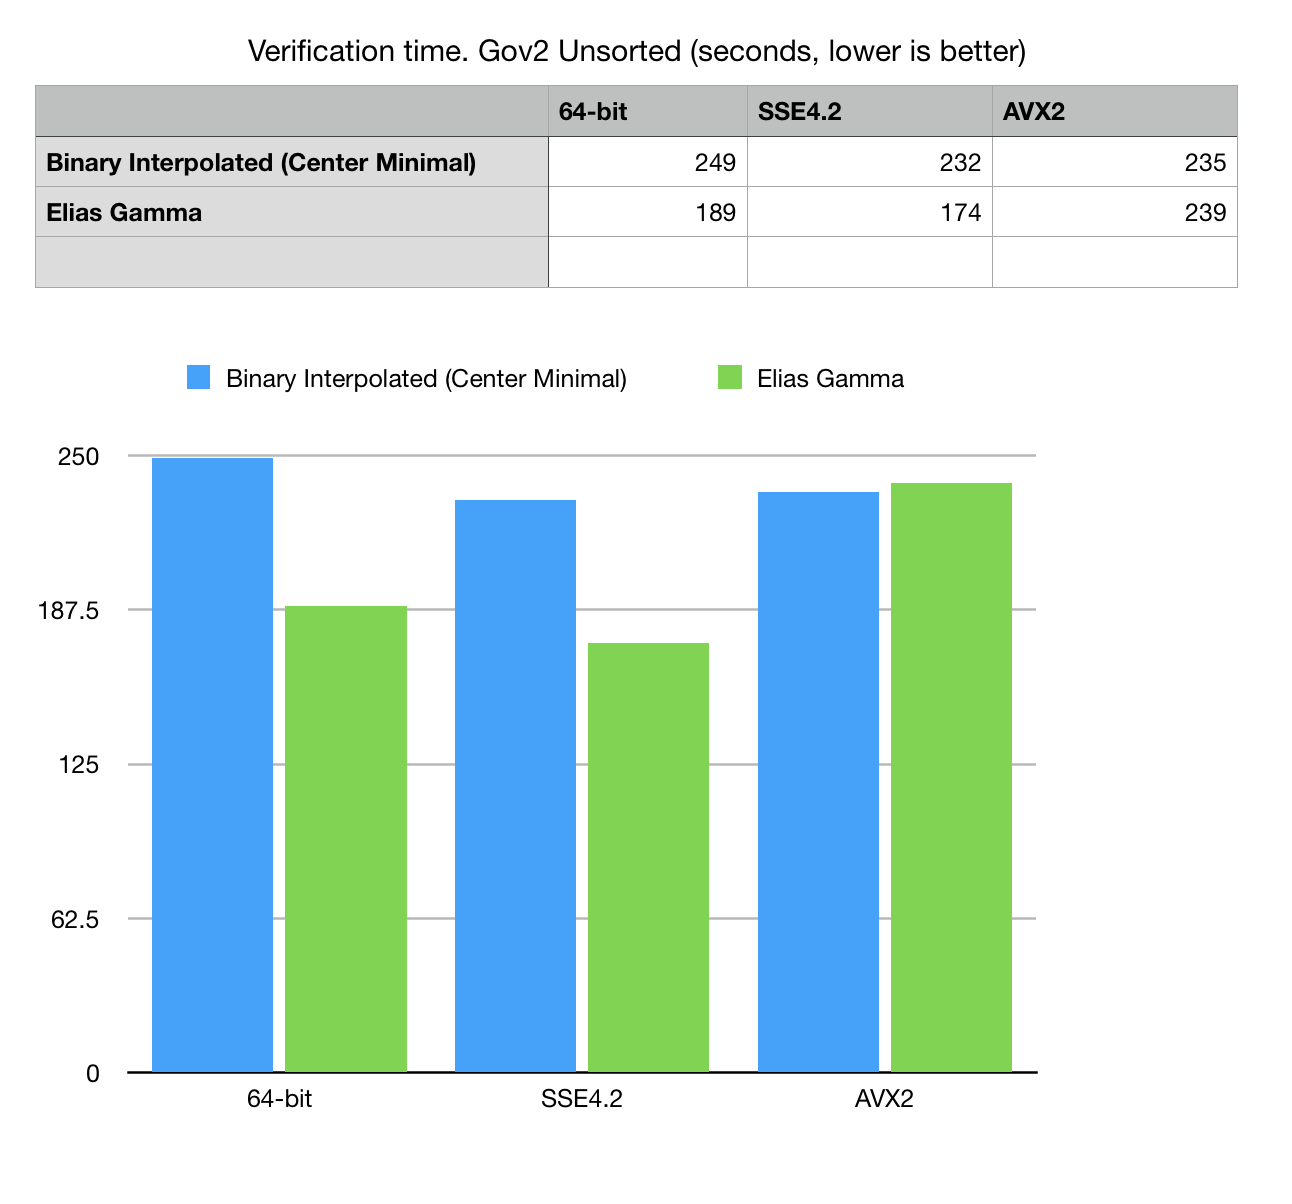 Verification time. Gov2 Unsorted (seconds, lower is better)
64-bit SSE4.2 AVX2
Binary Interpolated (Center Minimal) 249 232 235
Elias Gamma 189 174 239
Binary Interpolated (Center Minimal) Elias Gamma
250
187.5
125
62.5
0
64-bit SSE4.2 AVX2